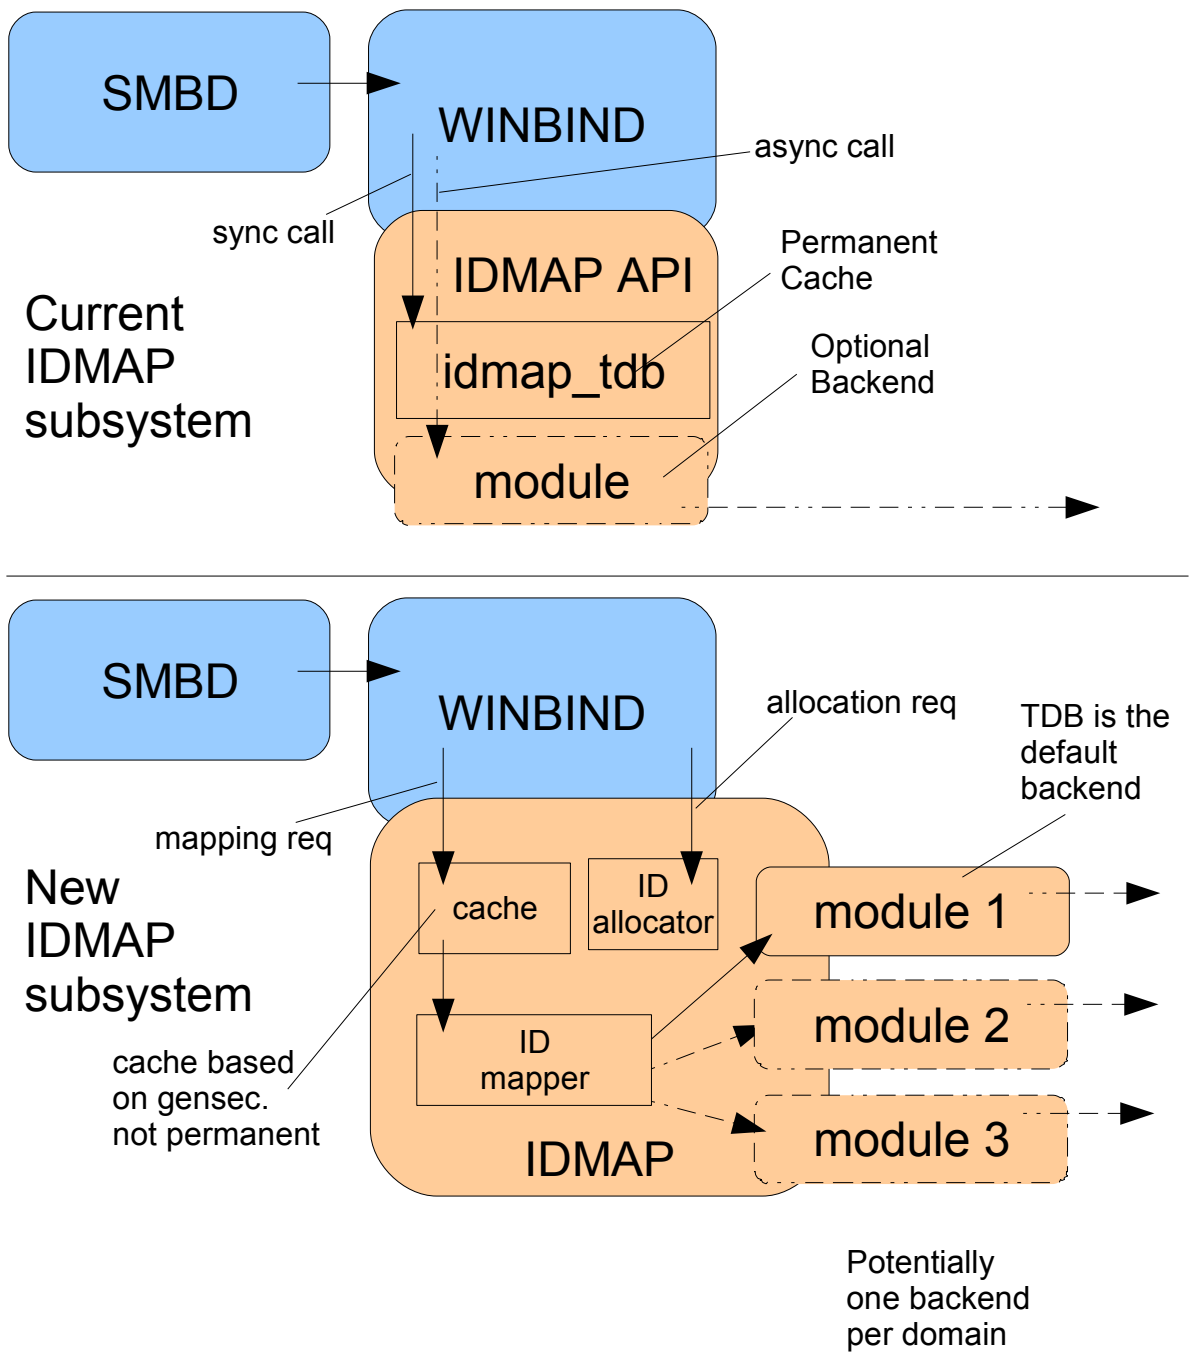 SMBD
WINBIND
async call
sync call
Permanent
Cache
IDMAP API
Current
IDMAP
subsystem
idmap_tdb
Optional
Backend
module
SMBD
WINBIND
allocation req
TDB is the
default
backend
mapping req
New
IDMAP
subsystem
cache
ID
allocator
module 1
module 2
ID
mapper
cache based
on gensec.
not permanent
module 3
IDMAP
Potentially
one backend
per domain